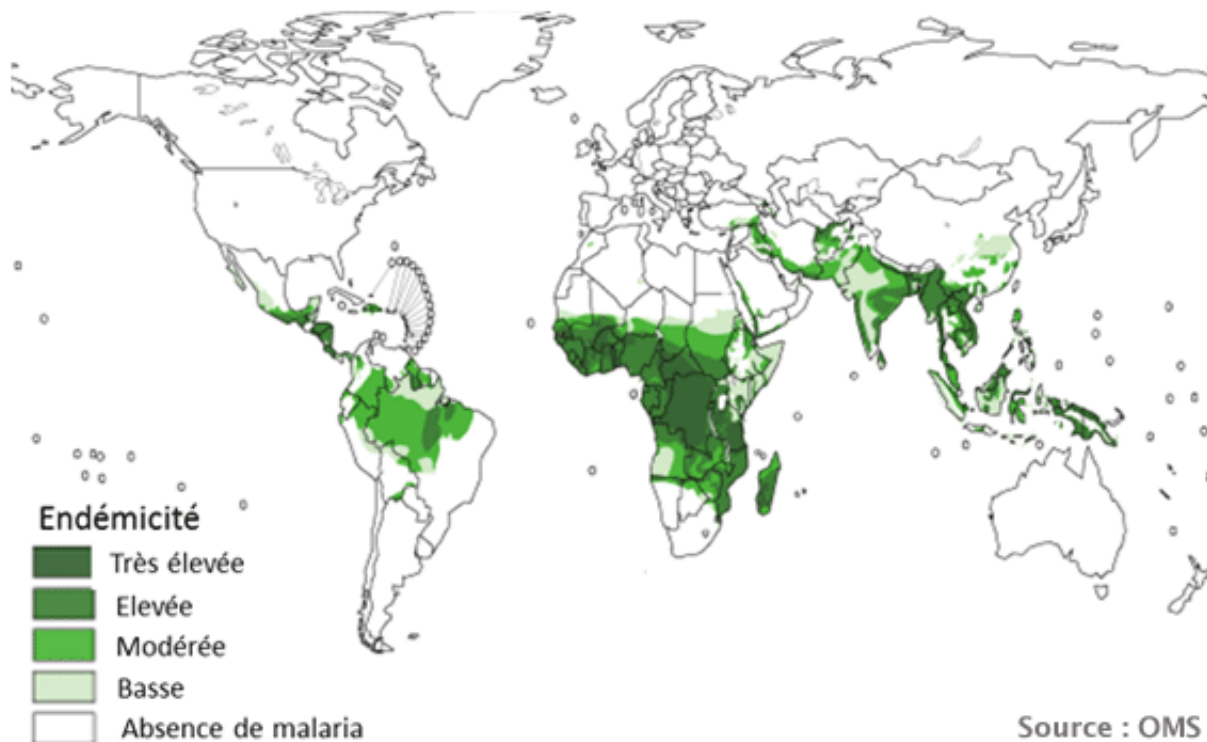 Endémicité
Très élevée
Elevée
Modérée
Basse
Absence de malaria
Source : OMS